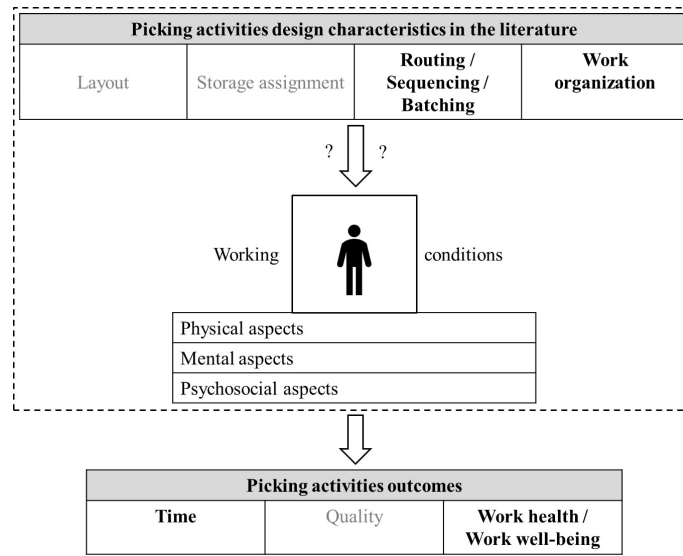 Picking activities design characteristics in the literature
Layout
Storage assignment
Routing /
Sequencing /
Batching
Work
organization
? ?
Working conditions
Physical aspects
Mental aspects
Psychosocial aspects
Picking activities outcomes
Time
Quality
Work health /
Work well-being